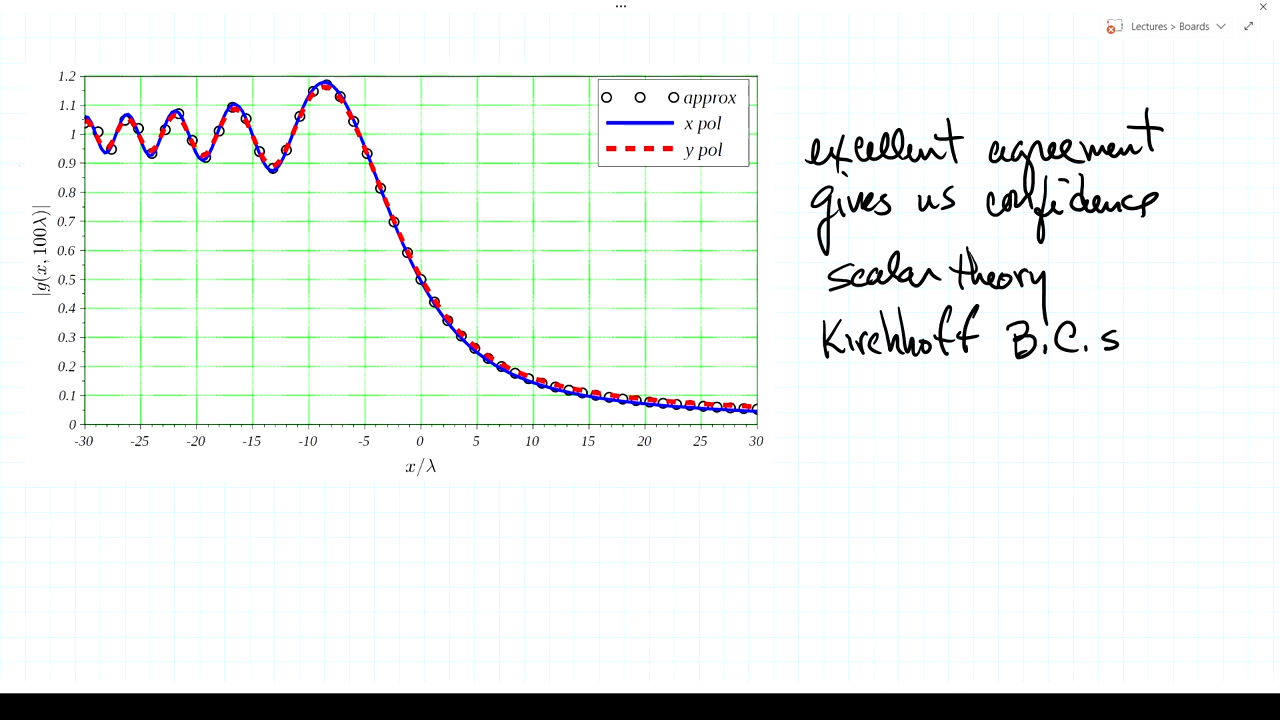 ...
Lectures > Boards
1.2
1.1
1
0.9
0.8
0.7
0.6
0.5
0.4
0.3
0.2
0.1
0
|g(x, 100λ)|
-30 -25 -20 -15 -10 -5 0 5 10 15 20 25 30
x/λ
approx
x pol
y pol
excellent agreement
gives us confidence
scalar theory
Kirchhoff B.C.s